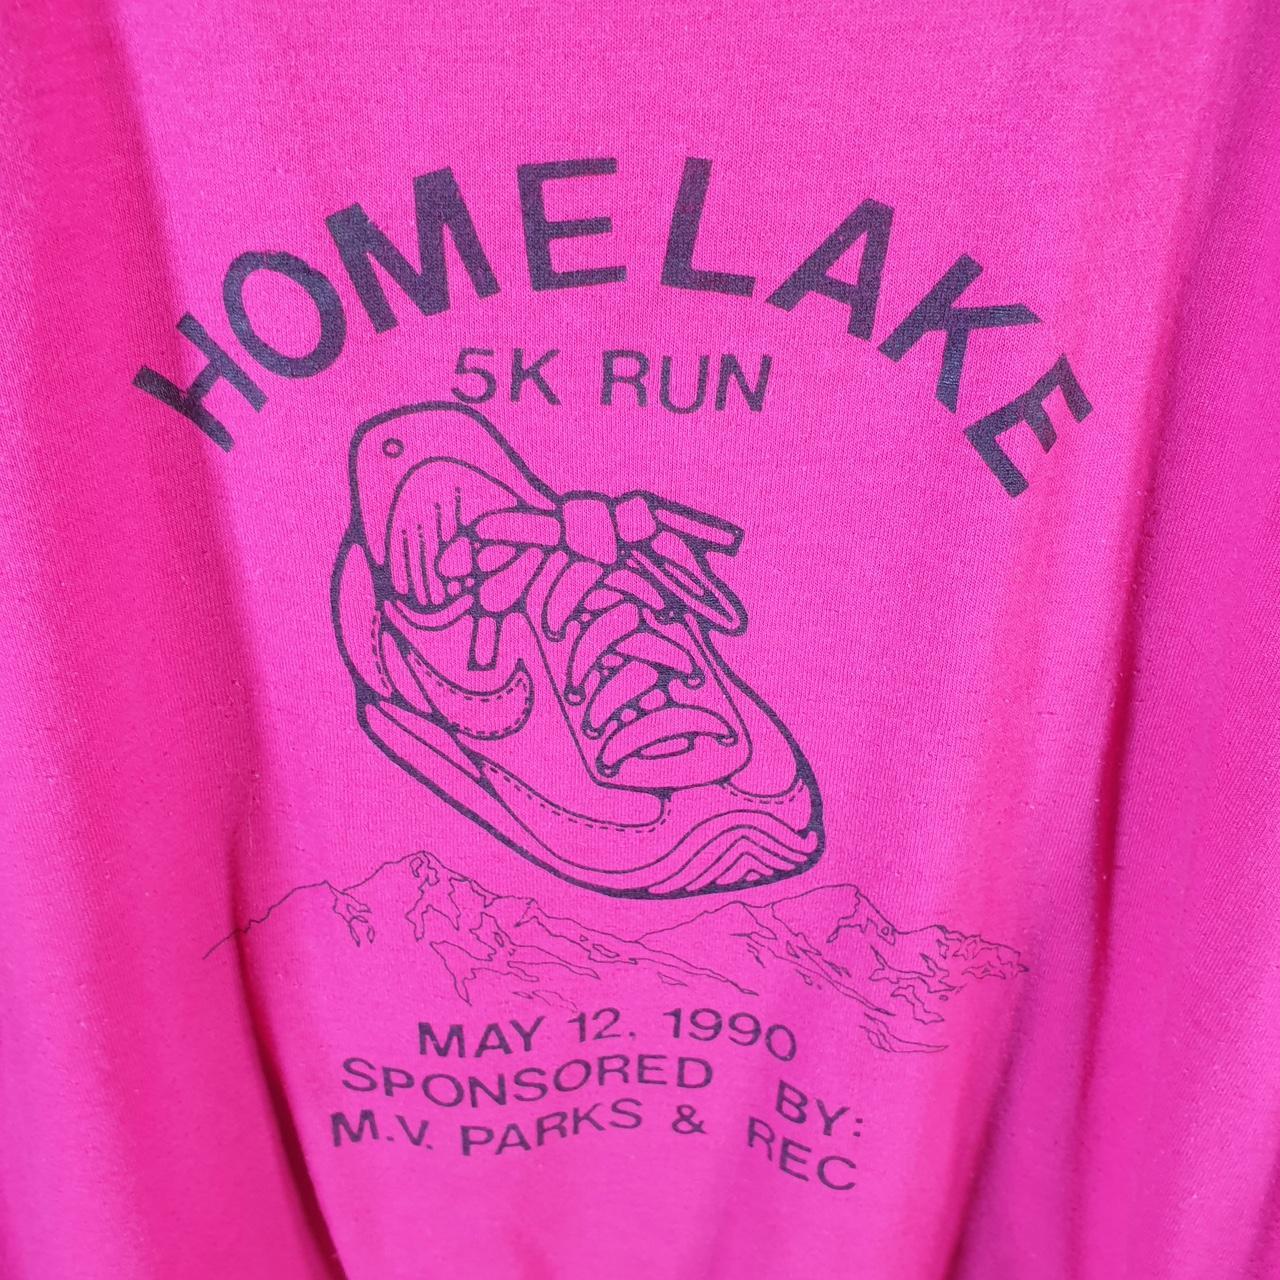 HOMELAKE
5K RUN
MAY 12, 1990
SPONSORED BY:
M.V. PARKS & REC